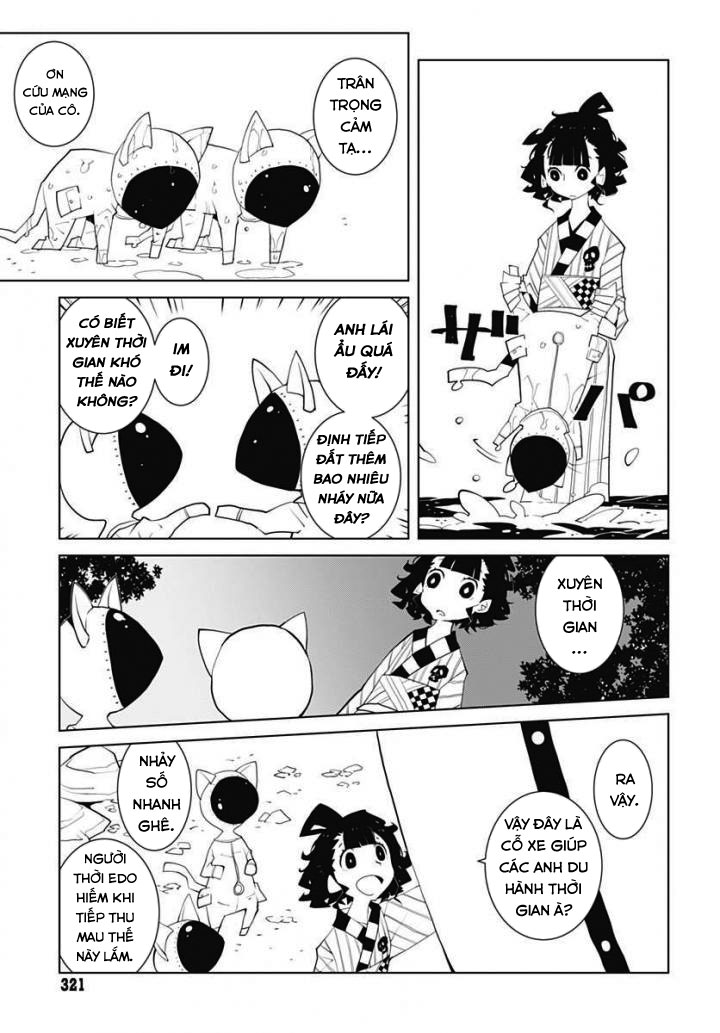 ザ
パ
TRÂN
TRỌNG
CẢM
TẠ...
ƠN
CỨU MẠNG
CỦA CÔ.
ANH LÁI
ẨU QUÁ
ĐẤY!
ĐỊNH TIẾP
ĐẤT THÊM
BAO NHIÊU
NHÁY NỮA
ĐÂY?
IM
ĐI!
CÓ BIẾT
XUYÊN THỜI
GIAN KHÓ
THẾ NÀO
KHÔNG?
XUYÊN
THỜI
GIAN
...
RA
VẬY.
VẬY ĐÂY LÀ
CỖ XE GIÚP
CÁC ANH DU
HÀNH THỜI
GIAN À?
NHẢY
SỐ
NHANH
GHÊ.
NGƯỜI
THỜI EDO
HIẾM KHI
TIẾP THU
MAU THẾ
NÀY LẮM.
321